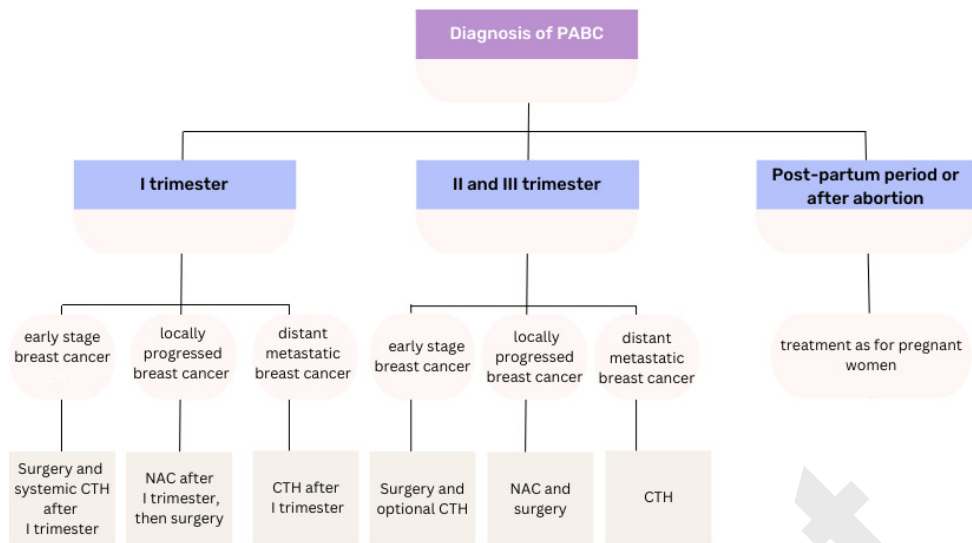 Diagnosis of PABC
I trimester
II and III trimester
Post-partum period or
after abortion
early stage
breast cancer
locally
progressed
breast cancer
distant
metastatic
breast cancer
early stage
breast cancer
locally
progressed
breast cancer
distant
metastatic
breast cancer
treatment as for pregnant
women
Surgery and
systemic CTH
after
I trimester
NAC after
I trimester,
then surgery
CTH after
I trimester
Surgery and
optional CTH
NAC and
surgery
CTH